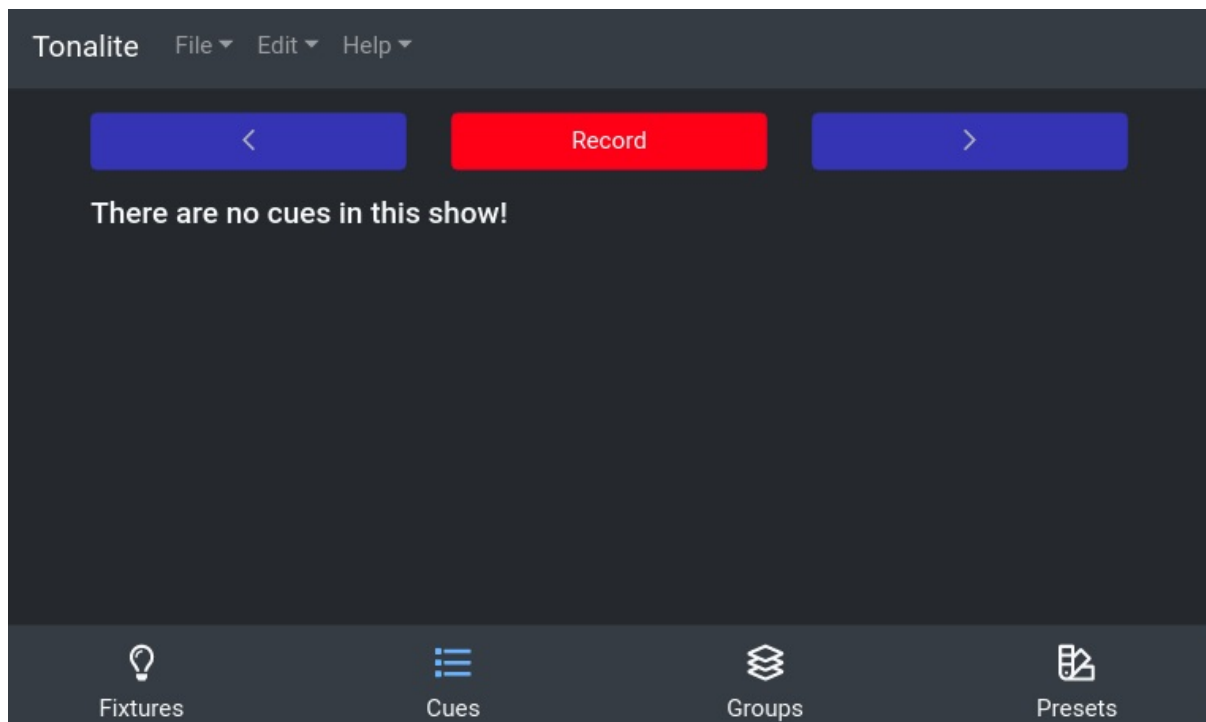 Tonalite File Edit Help
< Record >
There are no cues in this show!
Fixtures Cues Groups Presets